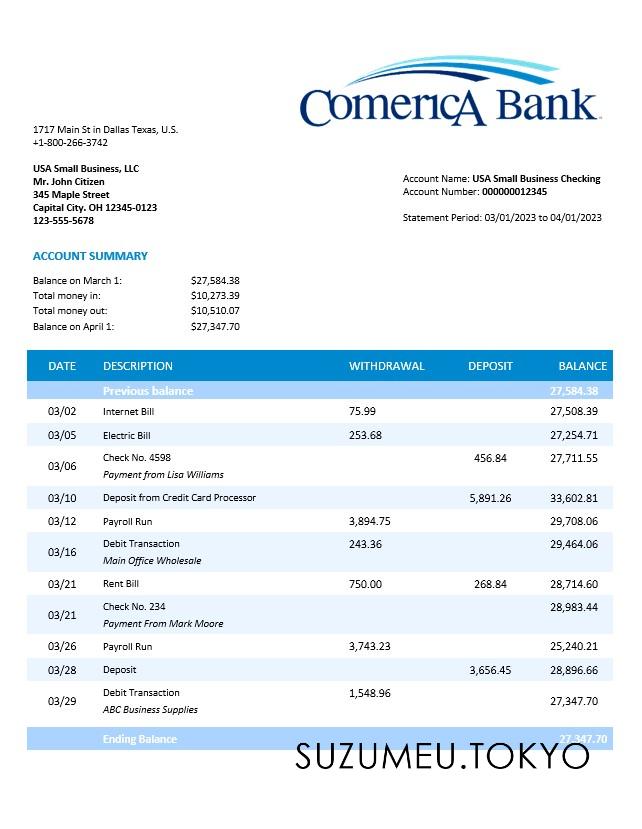 ComericA Bank
1717 Main St in Dallas Texas, U.S.
+1-800-266-3742
USA Small Business, LLC
Mr. John Citizen
345 Maple Street
Capital City. OH 12345-0123
123-555-5678
Account Name: USA Small Business Checking
Account Number: 000000012345
Statement Period: 03/01/2023 to 04/01/2023
ACCOUNT SUMMARY
Balance on March 1: $27,584.38
Total money in: $10,273.39
Total money out: $10,510.07
Balance on April 1: $27,347.70
DATE DESCRIPTION WITHDRAWAL DEPOSIT BALANCE
Previous balance 27,584.38
03/02 Internet Bill 75.99 27,508.39
03/05 Electric Bill 253.68 27,254.71
03/06 Check No. 4598 456.84 27,711.55
Payment from Lisa Williams
03/10 Deposit from Credit Card Processor 5,891.26 33,602.81
03/12 Payroll Run 3,894.75 29,708.06
03/16 Debit Transaction 243.36 29,464.06
Main Office Wholesale
03/21 Rent Bill 750.00 268.84 28,714.60
03/21 Check No. 234 28,983.44
Payment From Mark Moore
03/26 Payroll Run 3,743.23 25,240.21
03/28 Deposit 3,656.45 28,896.66
03/29 Debit Transaction 1,548.96 27,347.70
ABC Business Supplies
Ending Balance 27.347.70
SUZUMEU.TOKYO